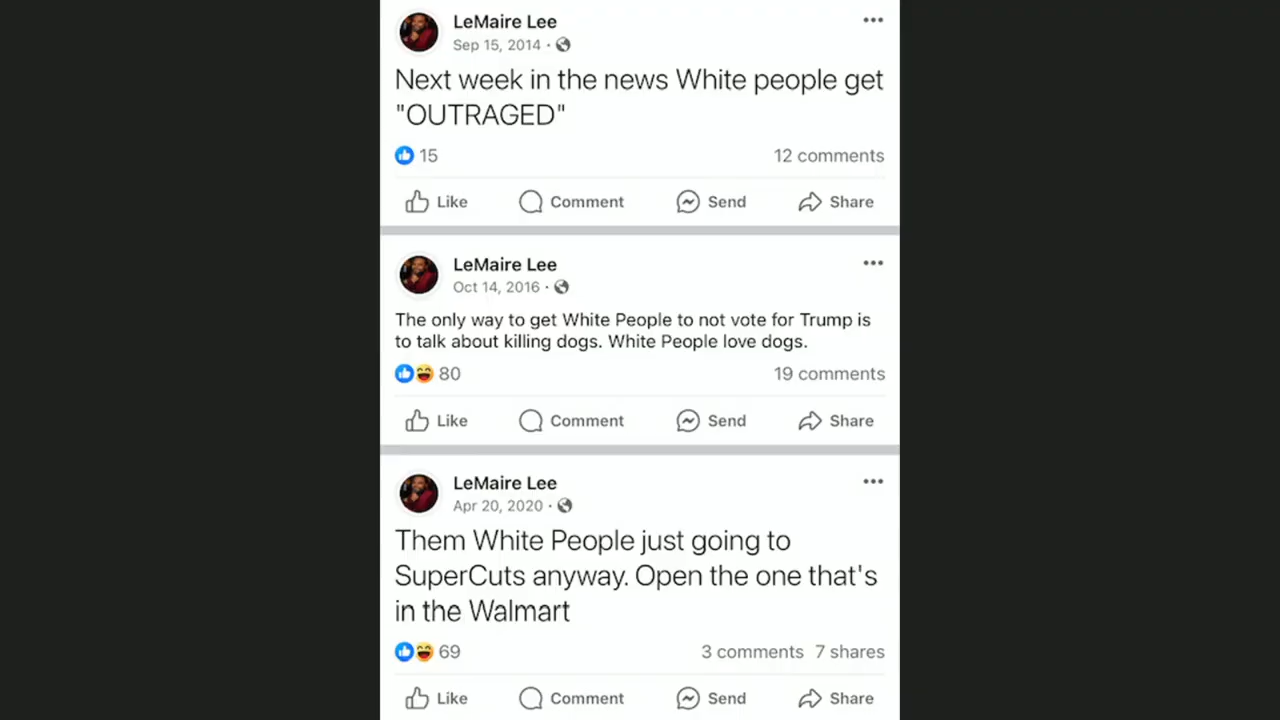 LeMaire Lee
Sep 15, 2014 ·
Next week in the news White people get
"OUTRAGED"
15 12 comments
Like Comment Send Share
LeMaire Lee
Oct 14, 2016 ·
The only way to get White People to not vote for Trump is
to talk about killing dogs. White People love dogs.
80 19 comments
Like Comment Send Share
LeMaire Lee
Apr 20, 2020 ·
Them White People just going to
SuperCuts anyway. Open the one that's
in the Walmart
69 3 comments 7 shares
Like Comment Send Share